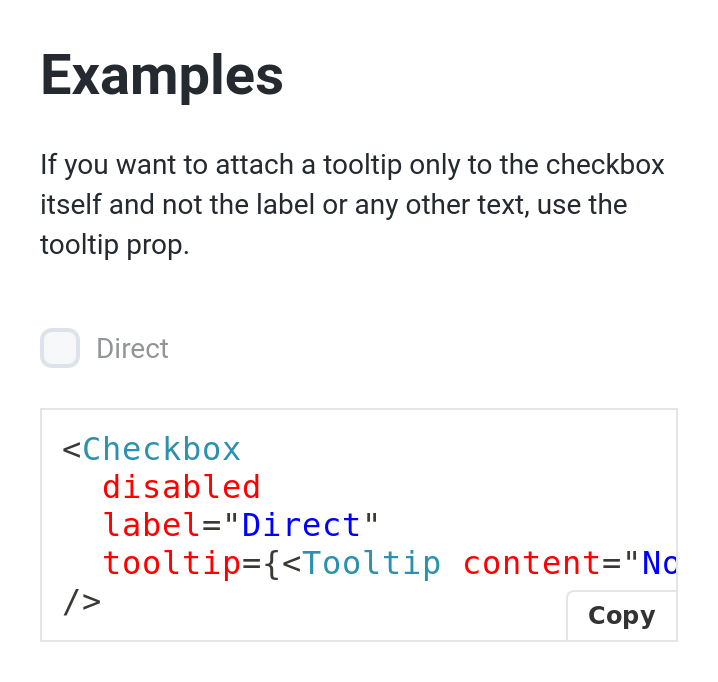 Examples
If you want to attach a tooltip only to the checkbox
itself and not the label or any other text, use the
tooltip prop.
Direct
<Checkbox
  disabled
  label="Direct"
  tooltip={<Tooltip content="No
/>
Copy